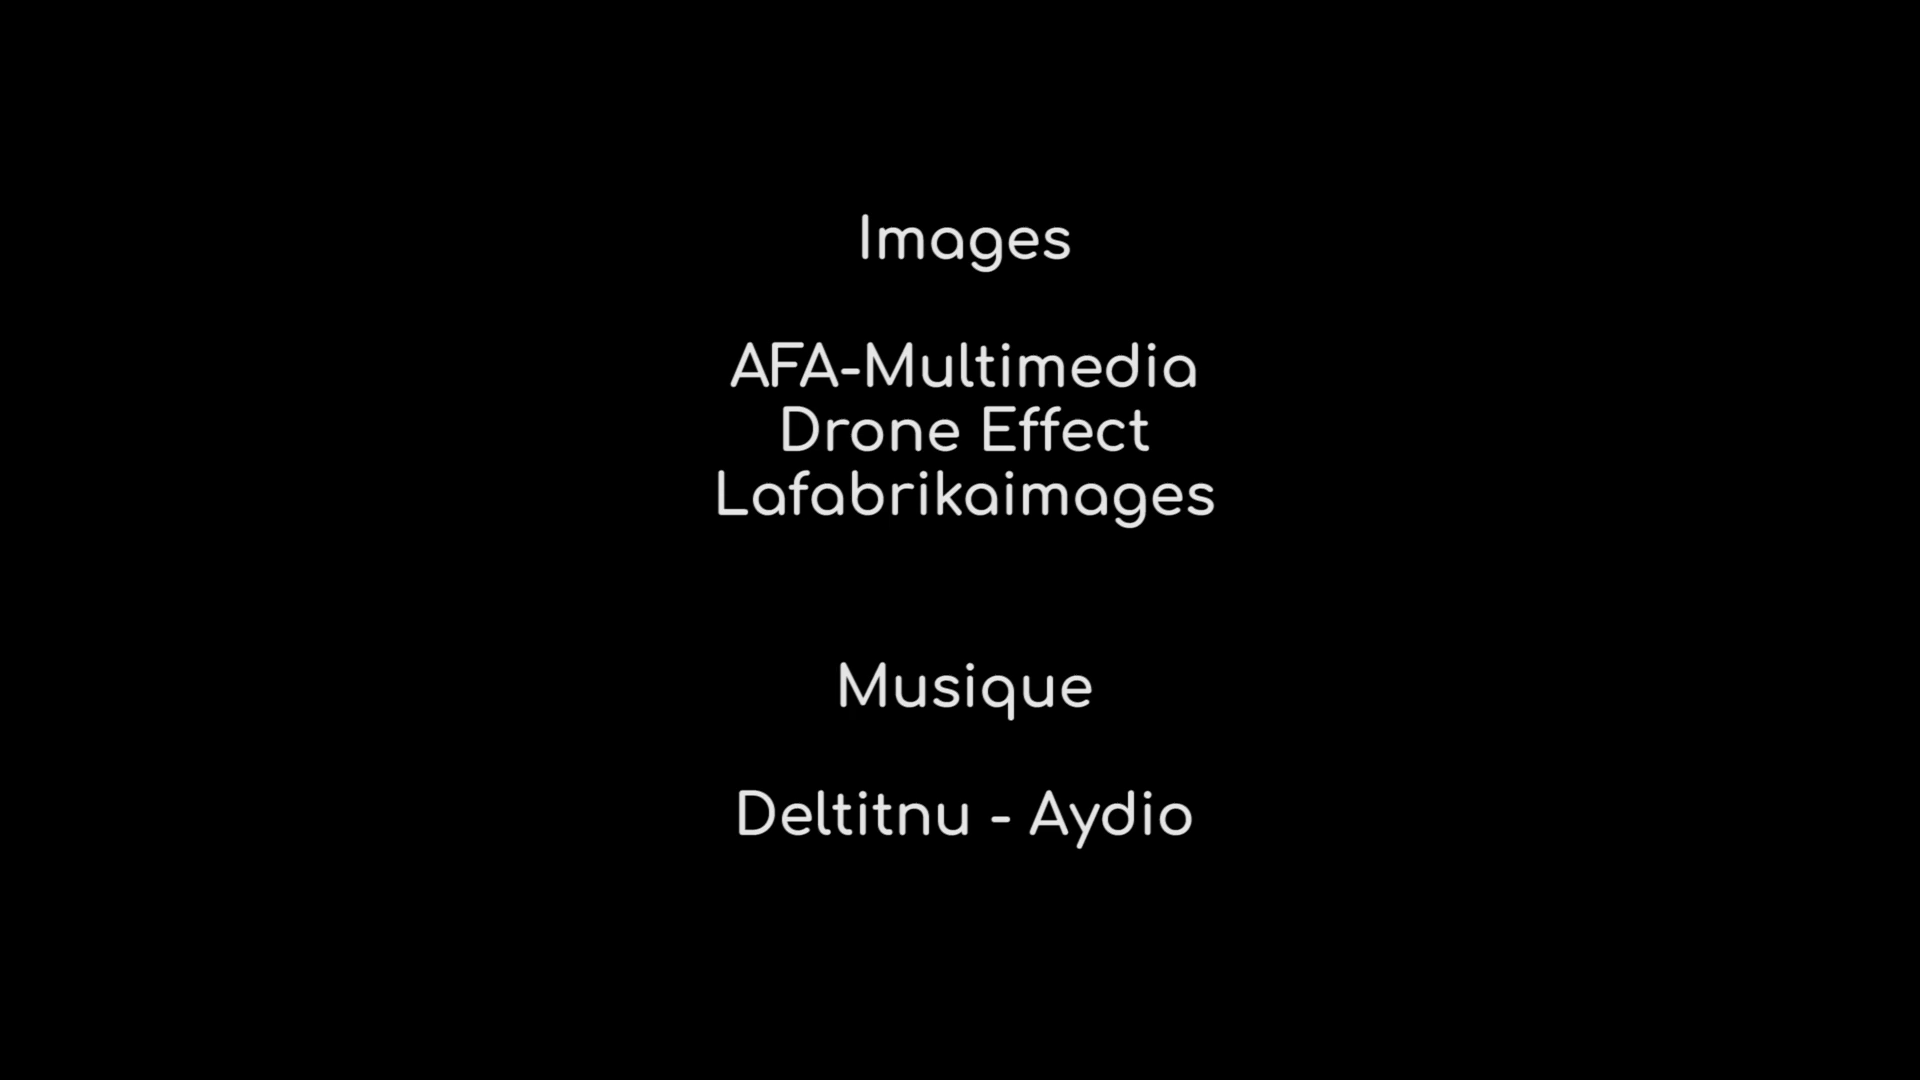 Images
AFA-Multimedia
Drone Effect
Lafabrikaimages
Musique
Deltitnu - Aydio